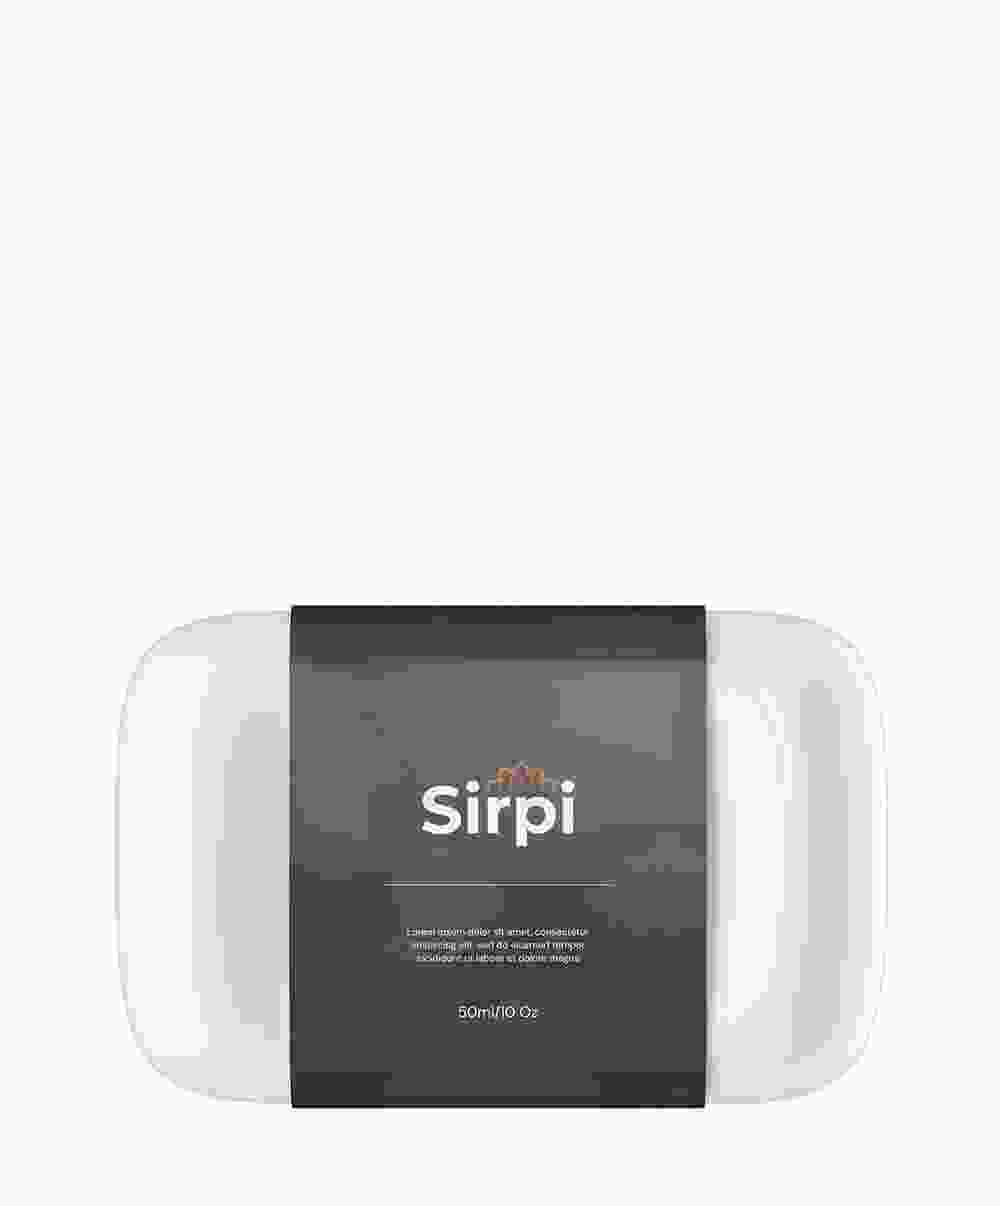 Sirpi
Lorem ipsum dolor sit amet, consectetur
adipiscing elit, sed do eiusmod tempor
incididunt ut labore et dolore magna
50ml/10 Oz